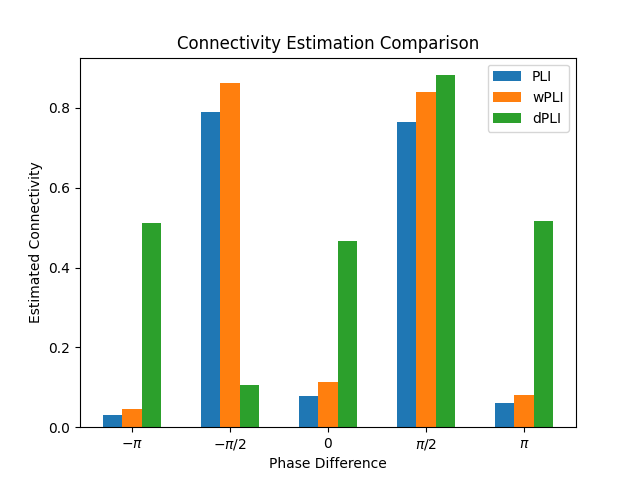 Connectivity Estimation Comparison
PLI
wPLI
dPLI
Estimated Connectivity
0.8
0.6
0.4
0.2
0.0
−π
−π/2
0
π/2
π
Phase Difference